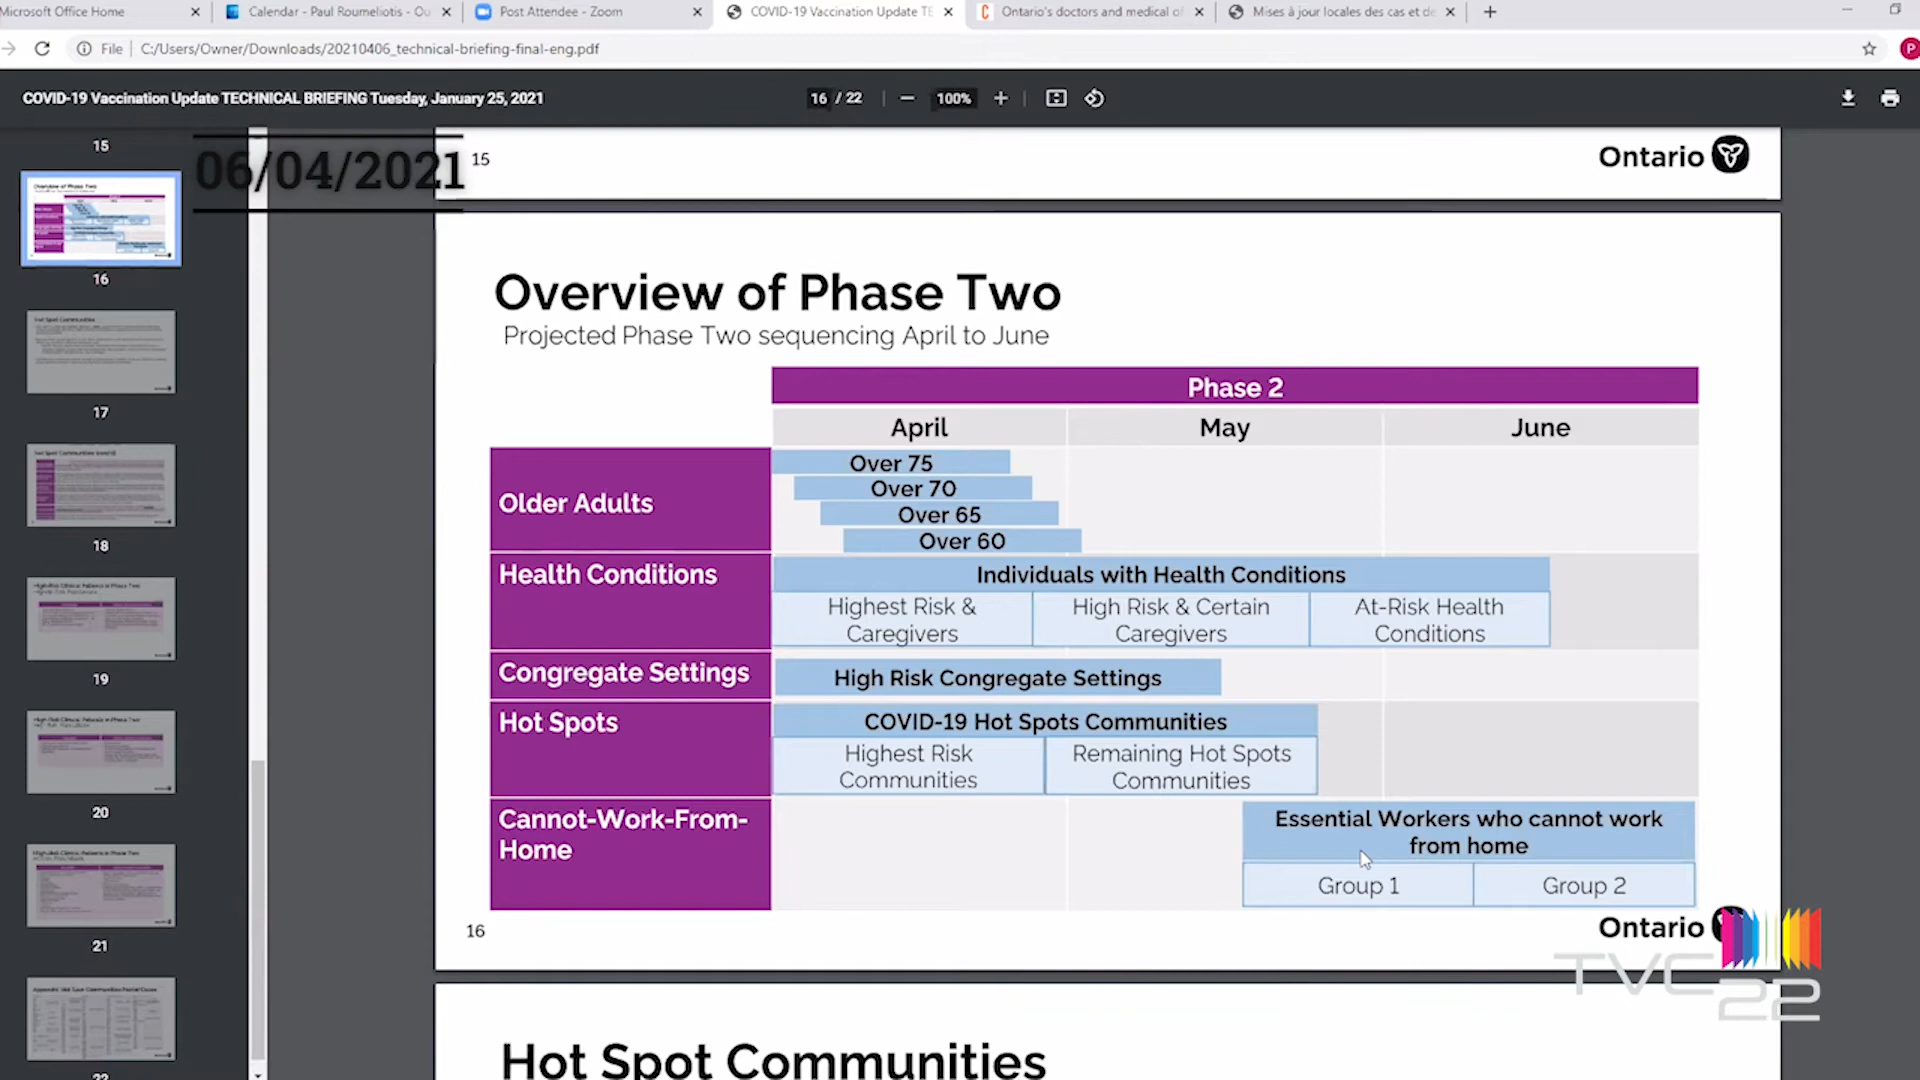 Microsoft Office Home
Calendar - Paul Roumeliotis - Ou
Post Attendee - Zoom
COVID-19 Vaccination Update TE
Ontario's doctors and medical of
Mises à jour locales des cas et de
File
C:/Users/Owner/Downloads/20210406_technical-briefing-final-eng.pdf
P
COVID-19 Vaccination Update TECHNICAL BRIEFING Tuesday, January 25, 2021
16 / 22
100%
15
06/04/2021
15
Ontario
16
17
18
19
20
21
22
Overview of Phase Two
Projected Phase Two sequencing April to June
Phase 2
April
May
June
Older Adults
Over 75
Over 70
Over 65
Over 60
Health Conditions
Individuals with Health Conditions
Highest Risk &
Caregivers
High Risk & Certain
Caregivers
At-Risk Health
Conditions
Congregate Settings
High Risk Congregate Settings
Hot Spots
COVID-19 Hot Spots Communities
Highest Risk
Communities
Remaining Hot Spots
Communities
Cannot-Work-From-
Home
Essential Workers who cannot work
from home
Group 1
Group 2
16
Ontario
TVC
22
Hot Spot Communities